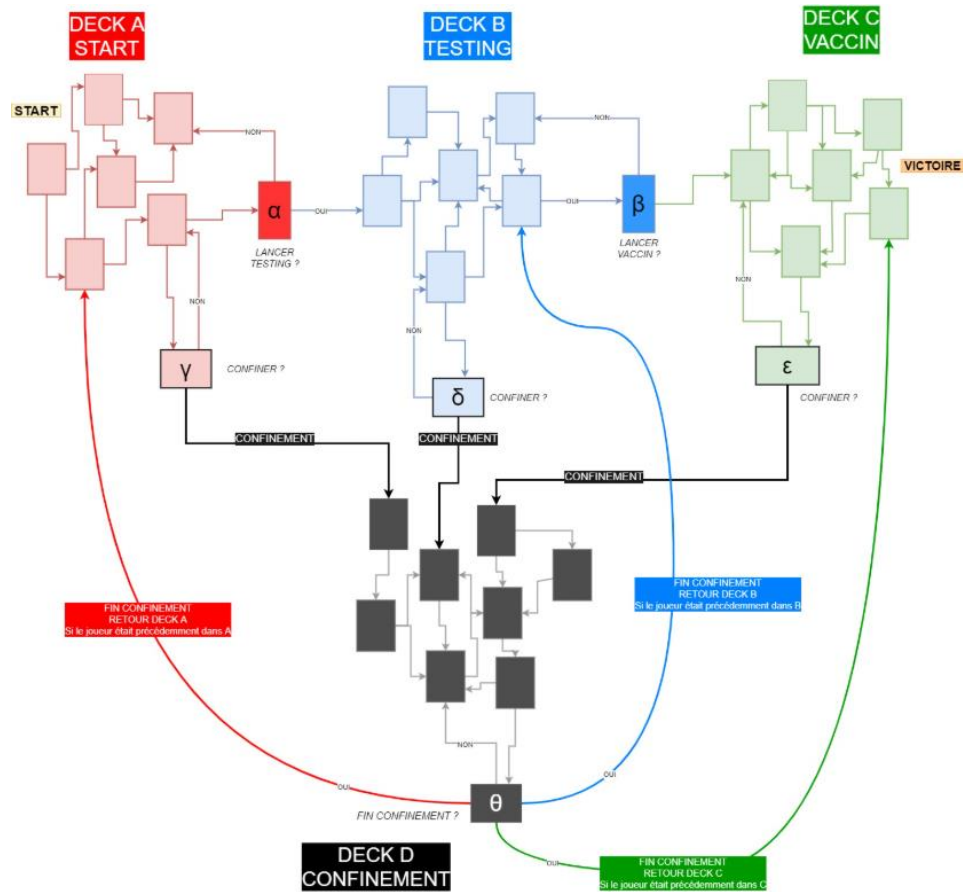 DECK A
START
DECK B
TESTING
DECK C
VACCIN
START
NON
NON
VICTOIRE
α
OUI
OUI
β
LANCER
TESTING ?
LANCER
VACCIN ?
NON
NON
NON
γ
CONFINER ?
δ
CONFINER ?
ε
CONFINER ?
CONFINEMENT
CONFINEMENT
CONFINEMENT
FIN CONFINEMENT
RETOUR DECK A
Si le joueur était précédemment dans A
FIN CONFINEMENT
RETOUR DECK B
Si le joueur était précédemment dans B
NON
OUI
OUI
θ
FIN CONFINEMENT ?
DECK D
CONFINEMENT
OUI
FIN CONFINEMENT
RETOUR DECK C
Si le joueur était précédemment dans C